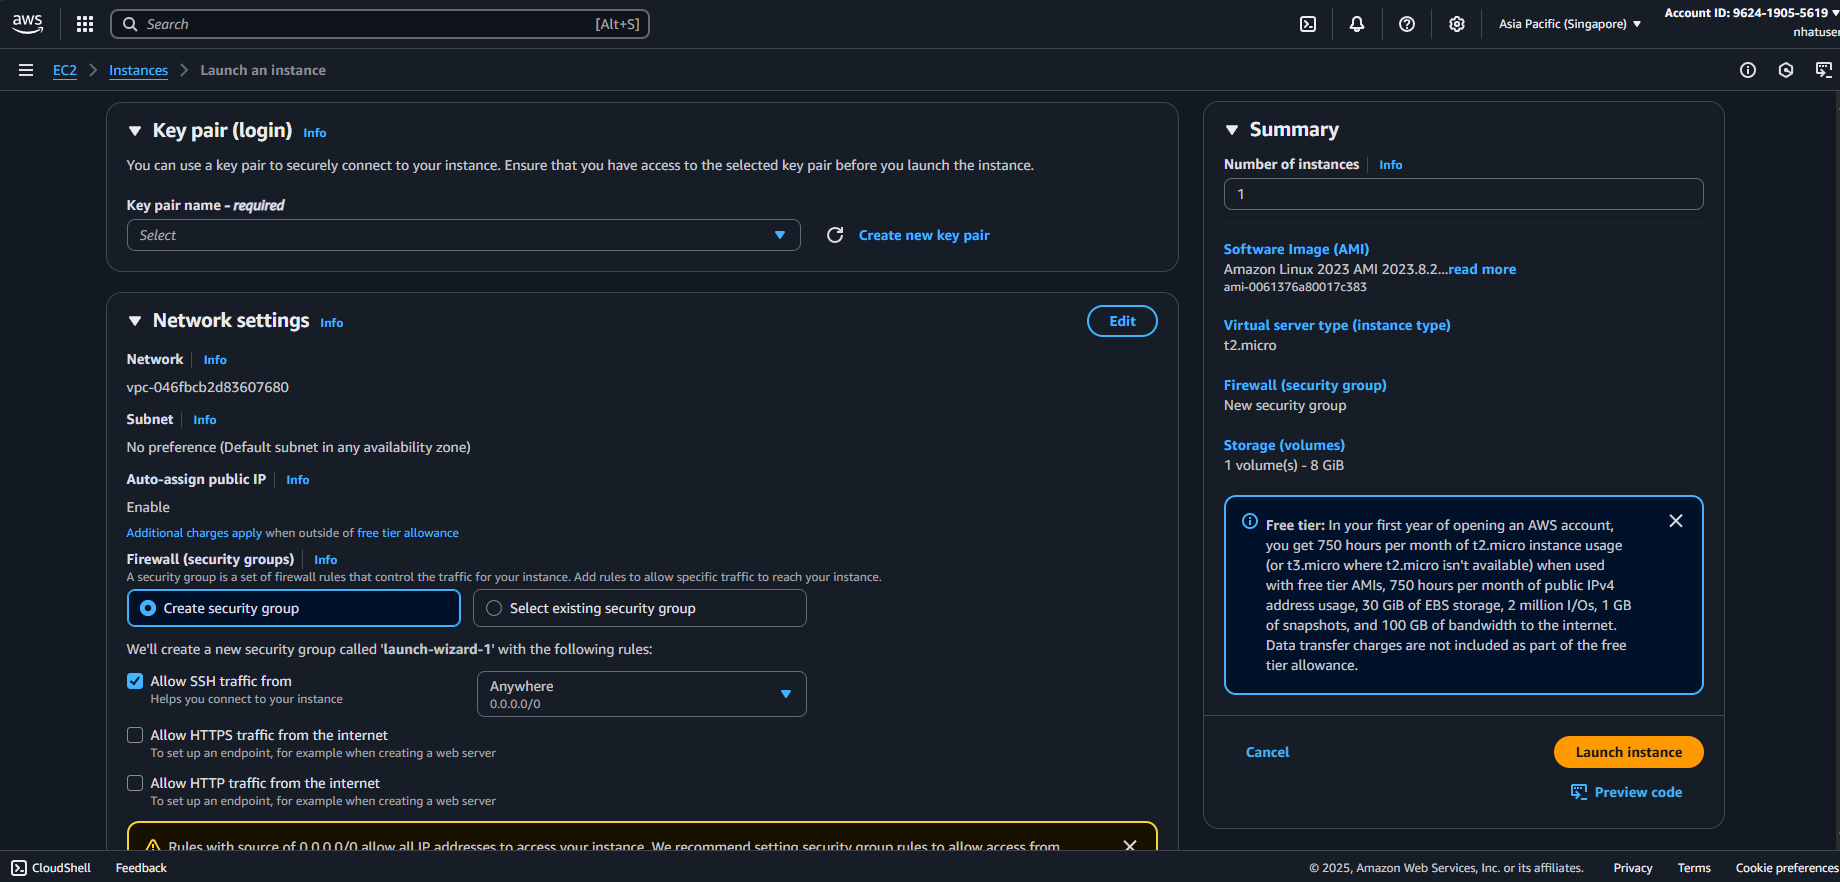 aws
Search
[Alt+S]
Asia Pacific (Singapore)
Account ID: 9624-1905-5619
nhatuser
EC2
Instances
Launch an instance
Key pair (login)
Info
You can use a key pair to securely connect to your instance. Ensure that you have access to the selected key pair before you launch the instance.
Key pair name - required
Select
Create new key pair
Network settings
Info
Edit
Network
Info
vpc-046fbcb2d83607680
Subnet
Info
No preference (Default subnet in any availability zone)
Auto-assign public IP
Info
Enable
Additional charges apply when outside of free tier allowance
Firewall (security groups)
Info
A security group is a set of firewall rules that control the traffic for your instance. Add rules to allow specific traffic to reach your instance.
Create security group
Select existing security group
We'll create a new security group called 'launch-wizard-1' with the following rules:
Allow SSH traffic from
Helps you connect to your instance
Anywhere
0.0.0.0/0
Allow HTTPS traffic from the internet
To set up an endpoint, for example when creating a web server
Allow HTTP traffic from the internet
To set up an endpoint, for example when creating a web server
Rules with source of 0.0.0.0/0 allow all IP addresses to access your instance. We recommend setting security group rules to allow access from
Summary
Number of instances
Info
1
Software Image (AMI)
Amazon Linux 2023 AMI 2023.8.2...read more
ami-0061376a80017c383
Virtual server type (instance type)
t2.micro
Firewall (security group)
New security group
Storage (volumes)
1 volume(s) - 8 GiB
Free tier: In your first year of opening an AWS account,
you get 750 hours per month of t2.micro instance usage
(or t3.micro where t2.micro isn't available) when used
with free tier AMIs, 750 hours per month of public IPv4
address usage, 30 GiB of EBS storage, 2 million I/Os, 1 GB
of snapshots, and 100 GB of bandwidth to the internet.
Data transfer charges are not included as part of the free
tier allowance.
Cancel
Launch instance
Preview code
CloudShell
Feedback
© 2025, Amazon Web Services, Inc. or its affiliates.
Privacy
Terms
Cookie preferences